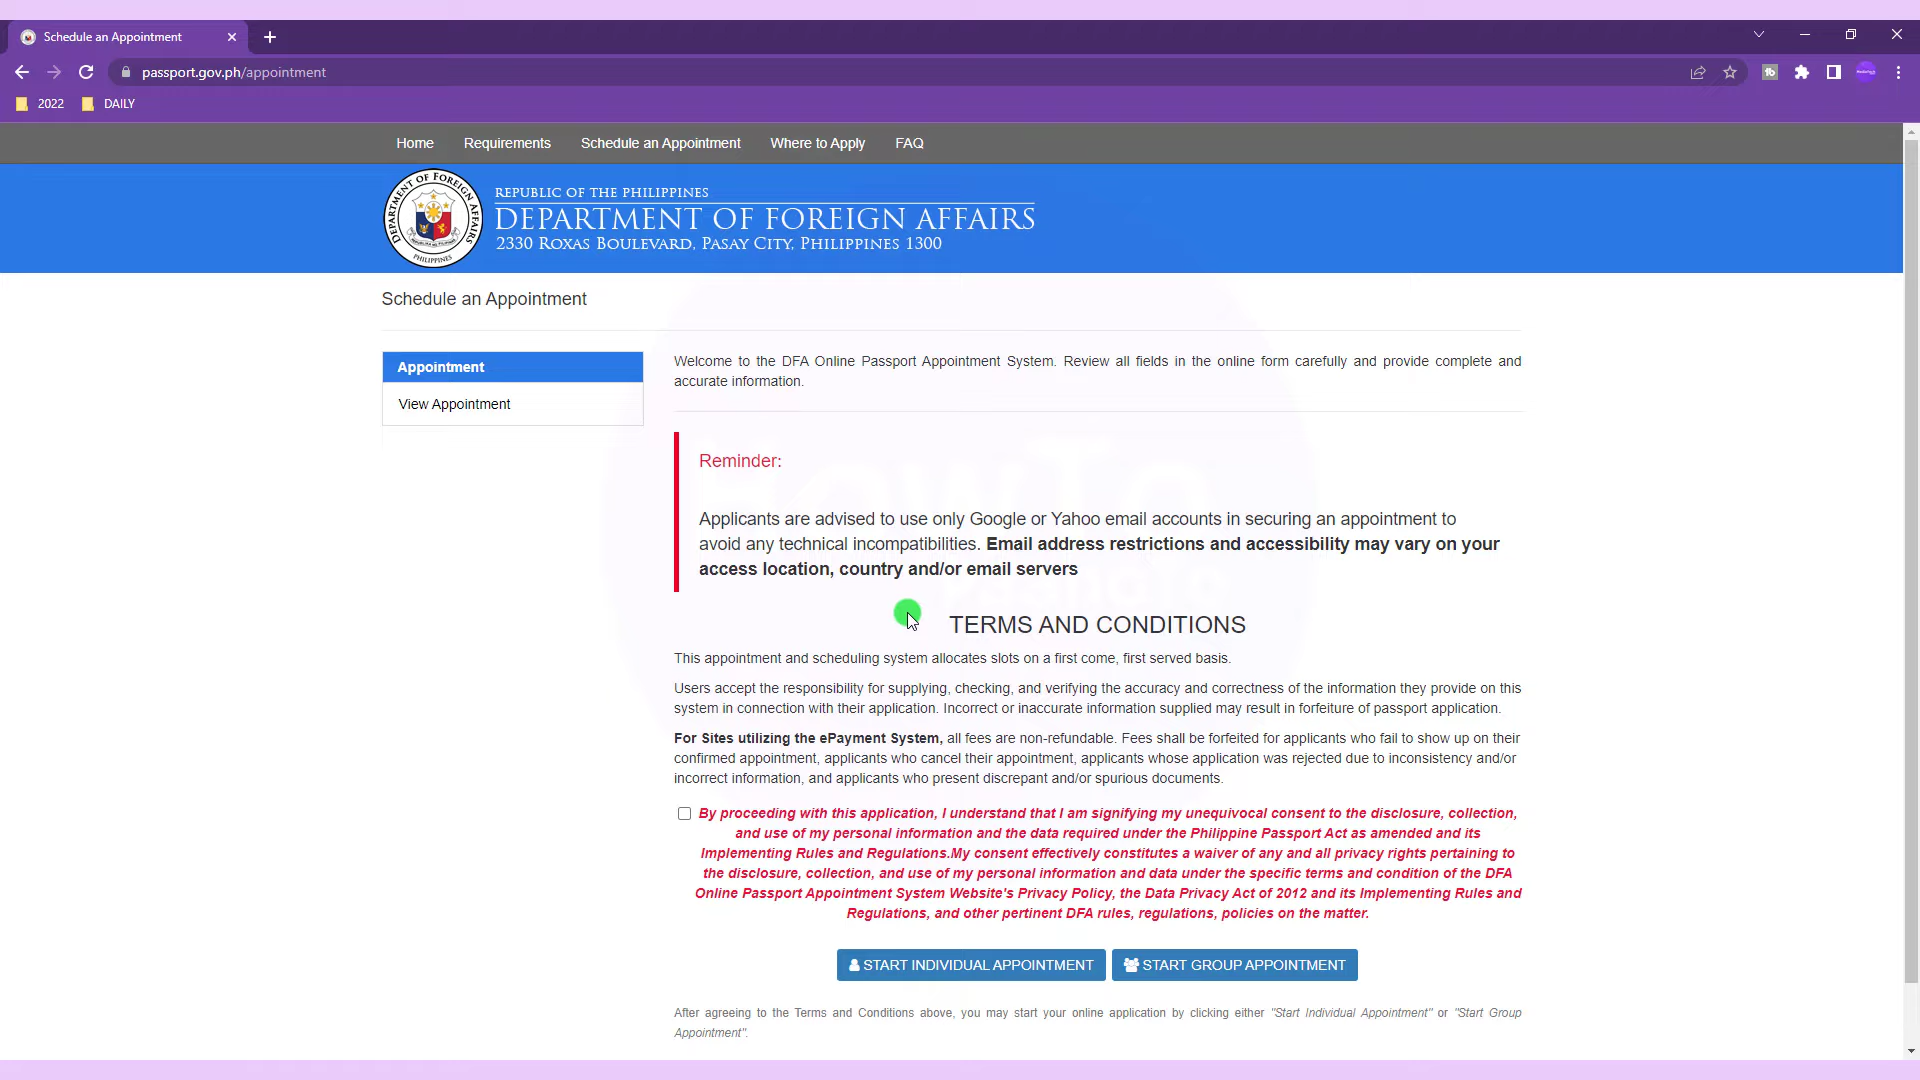 Schedule an Appointment
passport.gov.ph/appointment
2022 DAILY
Home Requirements Schedule an Appointment Where to Apply FAQ
DEPARTMENT OF FOREIGN AFFAIRS
PHILIPPINES
REPUBLIC OF THE PHILIPPINES
DEPARTMENT OF FOREIGN AFFAIRS
2330 ROXAS BOULEVARD, PASAY CITY, PHILIPPINES 1300
Schedule an Appointment
Appointment
View Appointment
Welcome to the DFA Online Passport Appointment System. Review all fields in the online form carefully and provide complete and
accurate information.
Reminder:
Applicants are advised to use only Google or Yahoo email accounts in securing an appointment to
avoid any technical incompatibilities. Email address restrictions and accessibility may vary on your
access location, country and/or email servers
TERMS AND CONDITIONS
This appointment and scheduling system allocates slots on a first come, first served basis.
Users accept the responsibility for supplying, checking, and verifying the accuracy and correctness of the information they provide on this
system in connection with their application. Incorrect or inaccurate information supplied may result in forfeiture of passport application.
For Sites utilizing the ePayment System, all fees are non-refundable. Fees shall be forfeited for applicants who fail to show up on their
confirmed appointment, applicants who cancel their appointment, applicants whose application was rejected due to inconsistency and/or
incorrect information, and applicants who present discrepant and/or spurious documents.
By proceeding with this application, I understand that I am signifying my unequivocal consent to the disclosure, collection,
and use of my personal information and the data required under the Philippine Passport Act as amended and its
Implementing Rules and Regulations.My consent effectively constitutes a waiver of any and all privacy rights pertaining to
the disclosure, collection, and use of my personal information and data under the specific terms and condition of the DFA
Online Passport Appointment System Website's Privacy Policy, the Data Privacy Act of 2012 and its Implementing Rules and
Regulations, and other pertinent DFA rules, regulations, policies on the matter.
START INDIVIDUAL APPOINTMENT START GROUP APPOINTMENT
After agreeing to the Terms and Conditions above, you may start your online application by clicking either "Start Individual Appointment" or "Start Group
Appointment".